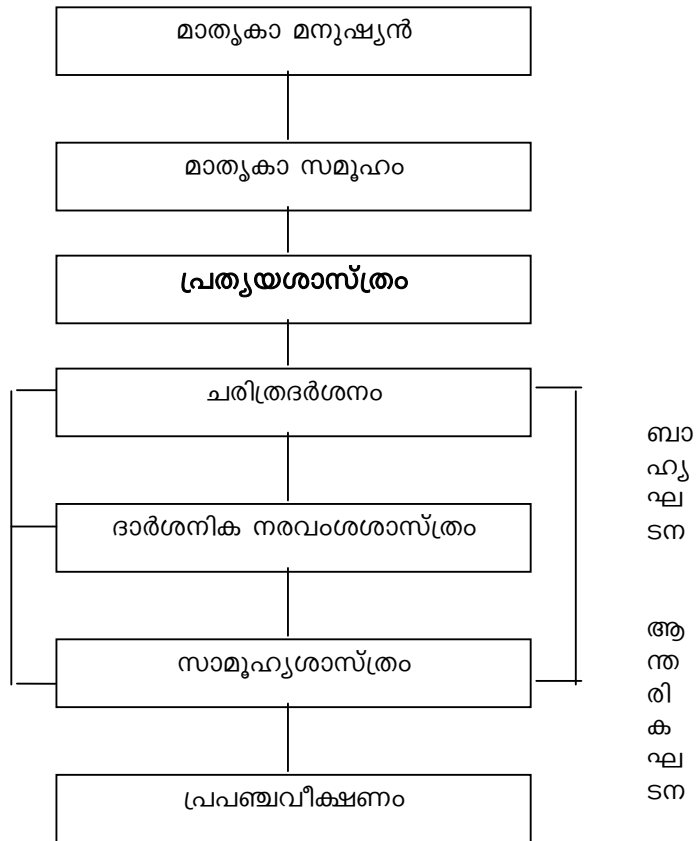 മാതൃകാ മനുഷ്യൻ
മാതൃകാ സമൂഹം
പ്രത്യയശാസ്ത്രം
ചരിത്രദർശനം
ദാർശനിക നരവംശശാസ്ത്രം
സാമൂഹ്യശാസ്ത്രം
പ്രപഞ്ചവീക്ഷണം
ബാ
ഹ്യ
ഘ
ടന
ആ
ന്ത
രി
ക
ഘ
ടന